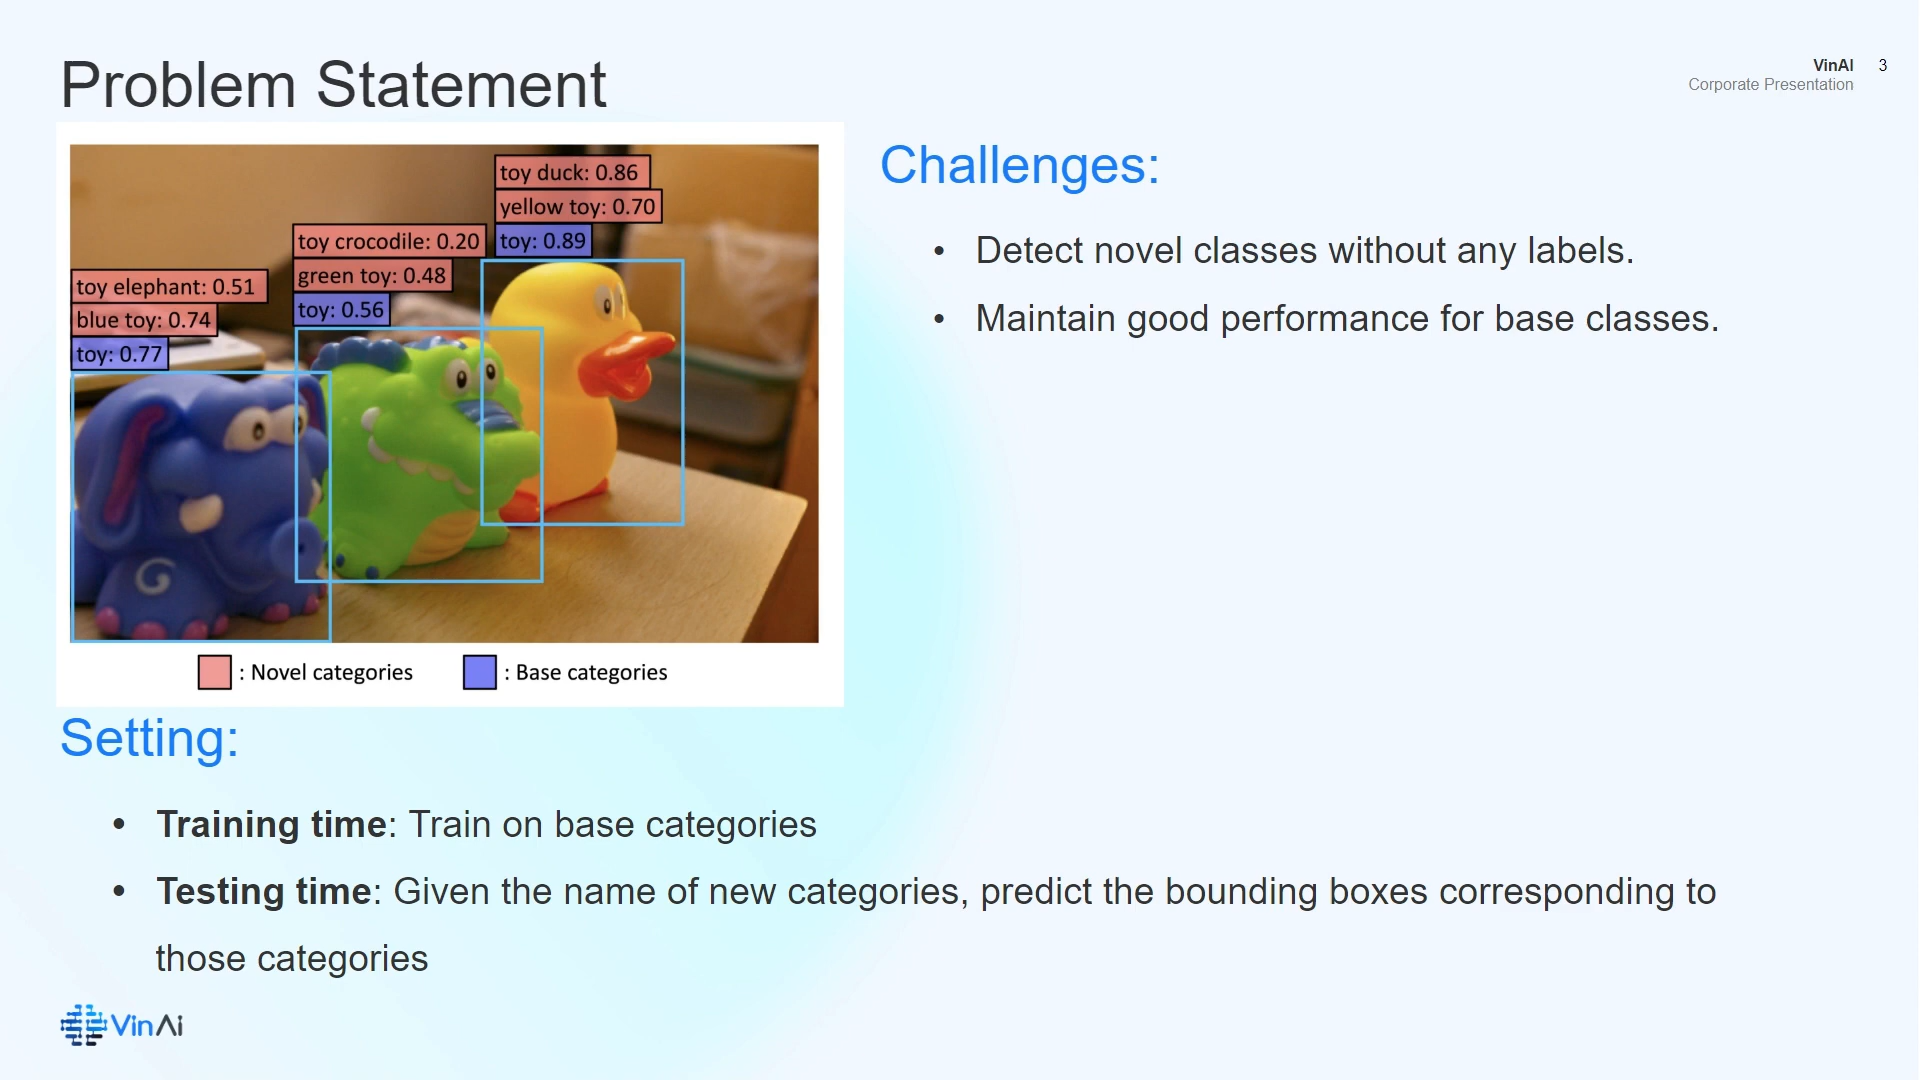 Problem Statement
VinAI 3
Corporate Presentation
toy duck: 0.86
yellow toy: 0.70
toy: 0.89
toy crocodile: 0.20
green toy: 0.48
toy: 0.56
toy elephant: 0.51
blue toy: 0.74
toy: 0.77
: Novel categories
: Base categories
Challenges:
• Detect novel classes without any labels.
• Maintain good performance for base classes.
Setting:
• Training time: Train on base categories
• Testing time: Given the name of new categories, predict the bounding boxes corresponding to
those categories
VinAi